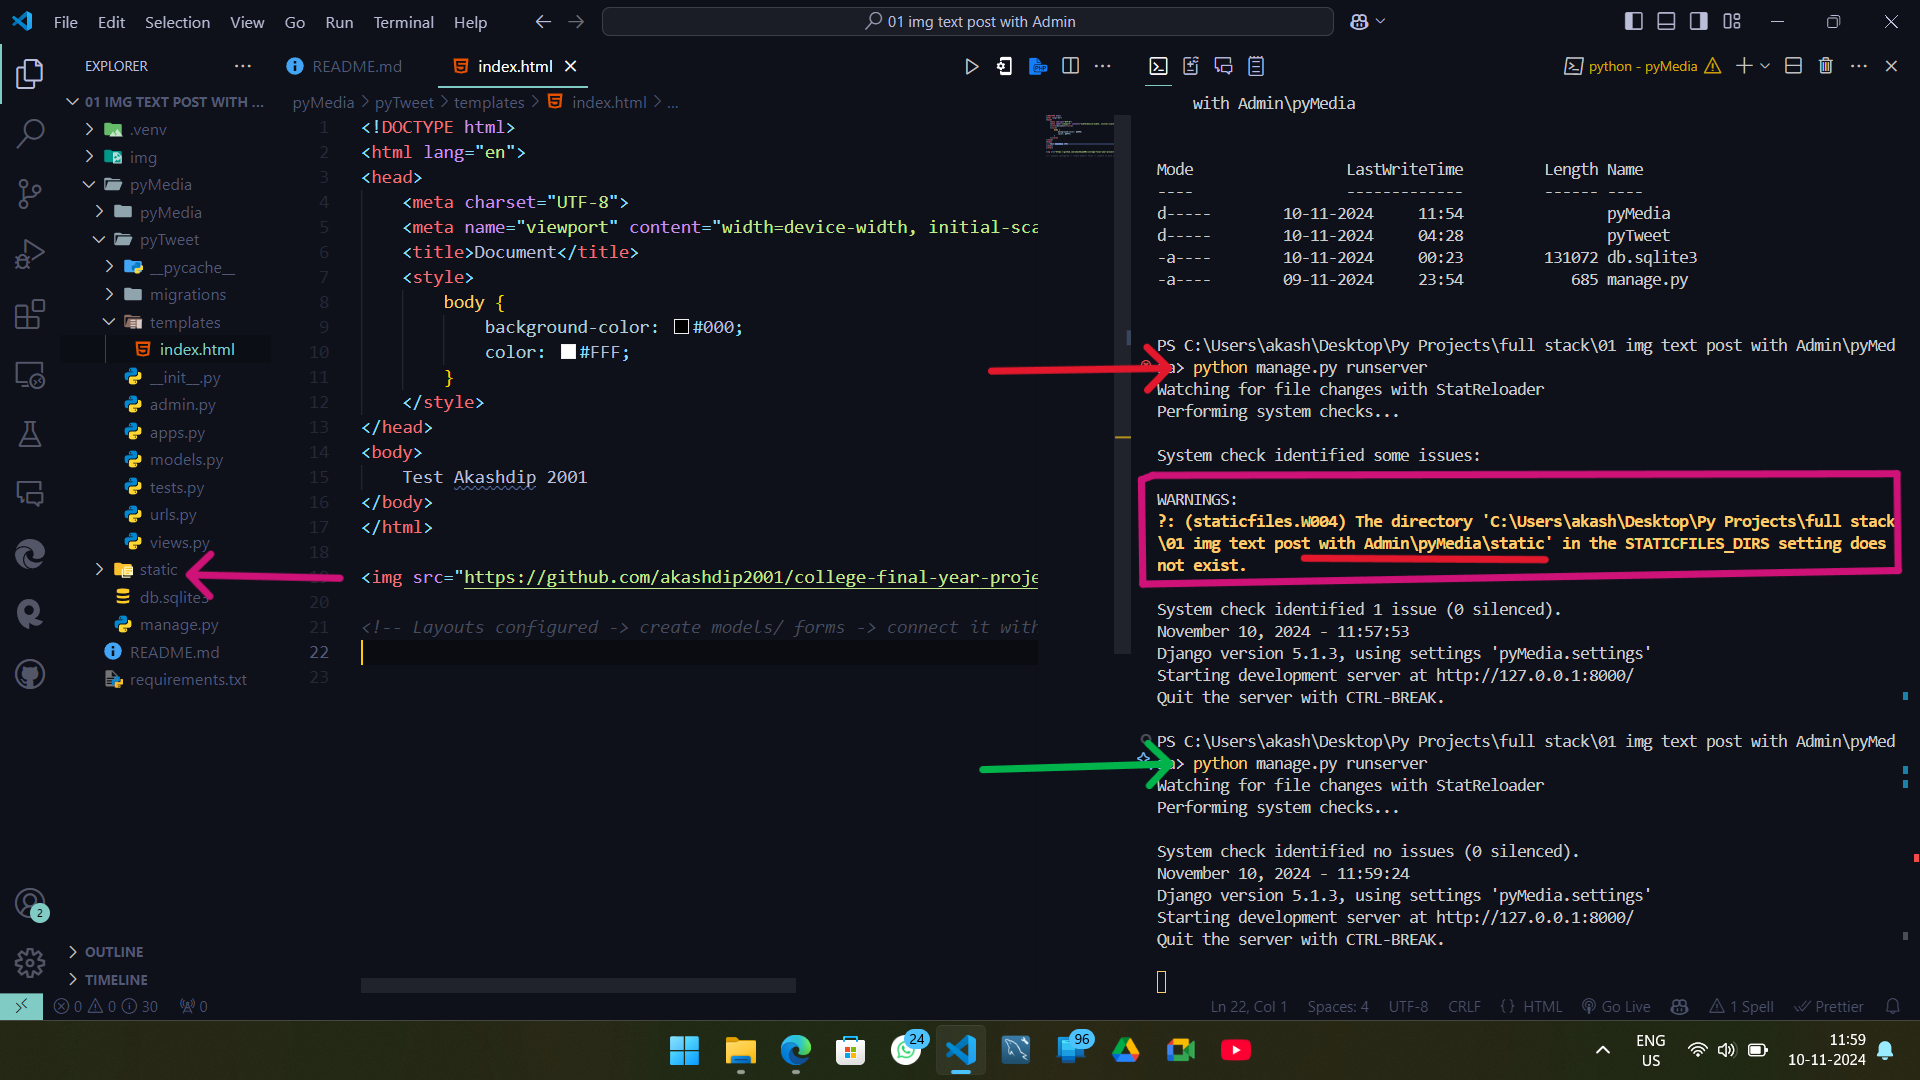 File Edit Selection View Go Run Terminal Help
01 img text post with Admin
EXPLORER
01 IMG TEXT POST WITH ...
.venv
img
pyMedia
pyMedia
pyTweet
__pycache__
migrations
templates
index.html
__init__.py
admin.py
apps.py
models.py
tests.py
urls.py
views.py
static
db.sqlite3
manage.py
README.md
requirements.txt
OUTLINE
TIMELINE
README.md
index.html
pyMedia > pyTweet > templates > index.html > ...
1 <!DOCTYPE html>
2 <html lang="en">
3 <head>
4 <meta charset="UTF-8">
5 <meta name="viewport" content="width=device-width, initial-sca
6 <title>Document</title>
7 <style>
8 body {
9 background-color: #000;
10 color: #FFF;
11 }
12 </style>
13 </head>
14 <body>
15 Test Akashdip 2001
16 </body>
17 </html>
18
<img src="https://github.com/akashdip2001/college-final-year-proje
20
21 <!-- Layouts configured -> create models/ forms -> connect it with
22
23
python - pyMedia
with Admin\pyMedia
Mode LastWriteTime Length Name
---- ------------- ------ ----
d----- 10-11-2024 11:54 pyMedia
d----- 10-11-2024 04:28 pyTweet
-a---- 10-11-2024 00:23 131072 db.sqlite3
-a---- 09-11-2024 23:54 685 manage.py
PS C:\Users\akash\Desktop\Py Projects\full stack\01 img text post with Admin\pyMed
a> python manage.py runserver
Watching for file changes with StatReloader
Performing system checks...
System check identified some issues:
WARNINGS:
?: (staticfiles.W004) The directory 'C:\Users\akash\Desktop\Py Projects\full stack
\01 img text post with Admin\pyMedia\static' in the STATICFILES_DIRS setting does
not exist.
System check identified 1 issue (0 silenced).
November 10, 2024 - 11:57:53
Django version 5.1.3, using settings 'pyMedia.settings'
Starting development server at http://127.0.0.1:8000/
Quit the server with CTRL-BREAK.
PS C:\Users\akash\Desktop\Py Projects\full stack\01 img text post with Admin\pyMed
a> python manage.py runserver
Watching for file changes with StatReloader
Performing system checks...
System check identified no issues (0 silenced).
November 10, 2024 - 11:59:24
Django version 5.1.3, using settings 'pyMedia.settings'
Starting development server at http://127.0.0.1:8000/
Quit the server with CTRL-BREAK.
2
0 0 30 0
Ln 22, Col 1 Spaces: 4 UTF-8 CRLF {} HTML Go Live 1 Spell Prettier
24
96
ENG
US
11:59
10-11-2024